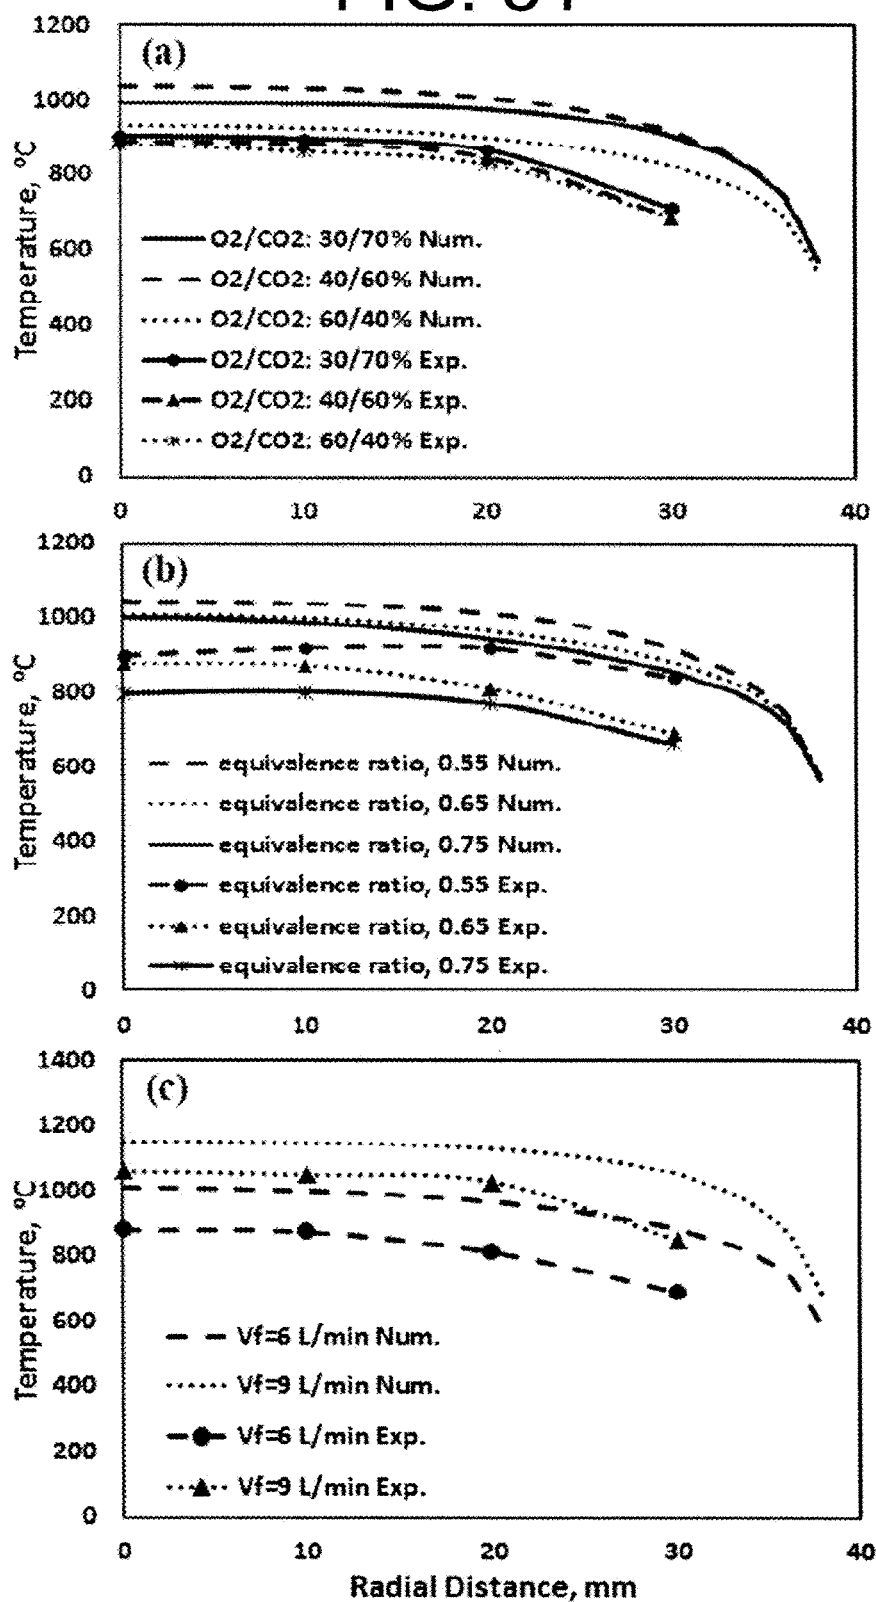 (a)
1200
1000
800
600
400
200
0
Temperature, ºC
O2/CO2: 30/70% Num.
O2/CO2: 40/60% Num.
O2/CO2: 60/40% Num.
O2/CO2: 30/70% Exp.
O2/CO2: 40/60% Exp.
O2/CO2: 60/40% Exp.
0 10 20 30 40
(b)
1200
1000
800
600
400
200
0
Temperature, ºC
equivalence ratio, 0.55 Num.
equivalence ratio, 0.65 Num.
equivalence ratio, 0.75 Num.
equivalence ratio, 0.55 Exp.
equivalence ratio, 0.65 Exp.
equivalence ratio, 0.75 Exp.
0 10 20 30 40
(c)
1400
1200
1000
800
600
400
200
0
Temperature, ºC
Vf=6 L/min Num.
Vf=9 L/min Num.
Vf=6 L/min Exp.
Vf=9 L/min Exp.
0 10 20 30 40
Radial Distance, mm